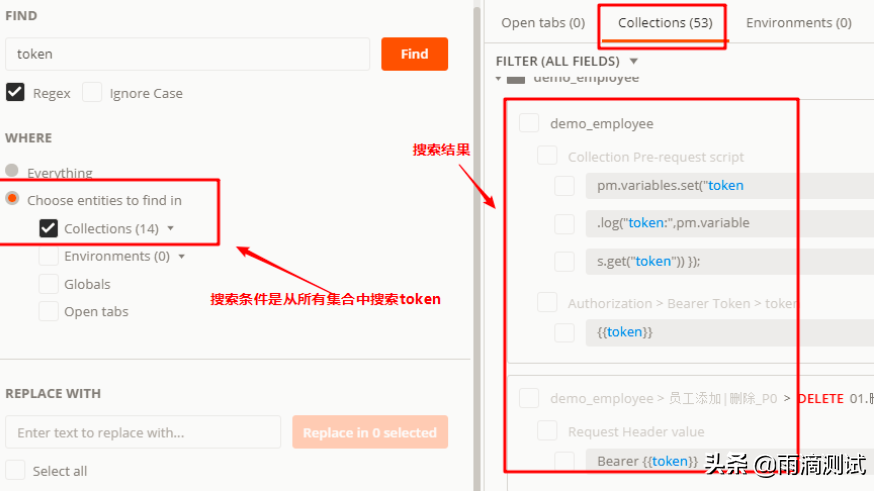 FIND
token
Find
Regex
Ignore Case
WHERE
Everything
Choose entities to find in
Collections (14)
Environments (0)
Globals
Open tabs
搜索条件是从所有集合中搜索token
REPLACE WITH
Enter text to replace with...
Replace in 0 selected
Select all
搜索结果
Open tabs (0)
Collections (53)
Environments (0)
FILTER (ALL FIELDS)
demo_employee
demo_employee
Collection Pre-request script
pm.variables.set("token
.log("token:",pm.variable
s.get("token")) });
Authorization > Bearer Token > token
{{token}}
demo_employee > 员工添加|删除_P0 > DELETE 01.
Request Header value
Bearer {{token}}
头条 @雨滴测试